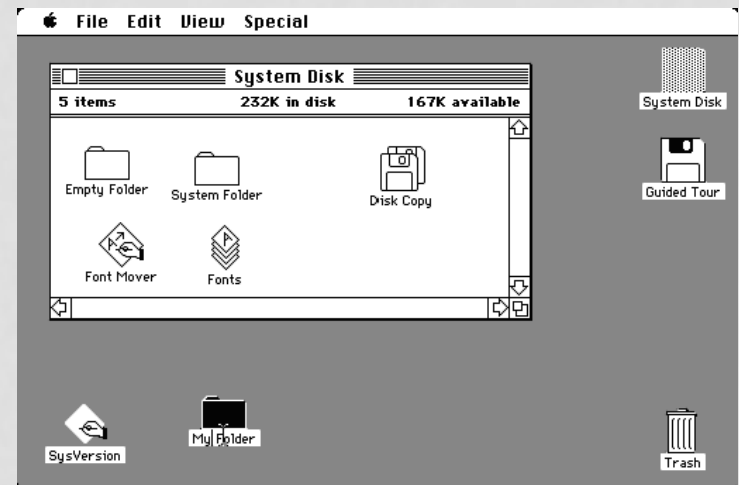 File Edit View Special
System Disk
5 items 232K in disk 167K available
Empty Folder
System Folder
Disk Copy
Font Mover
Fonts
System Disk
Guided Tour
SysVersion
My Folder
Trash